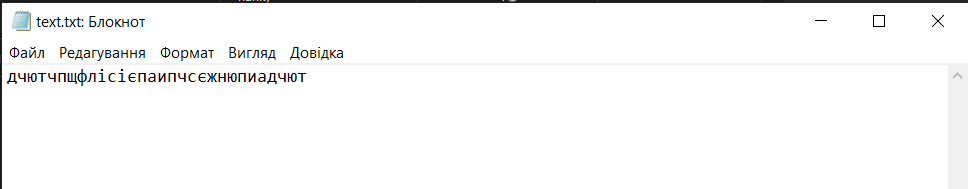 text.txt: Блокнот
Файл Редагування Формат Вигляд Довідка
дчютчпщфлісієпаипчсєжнюпиадчют